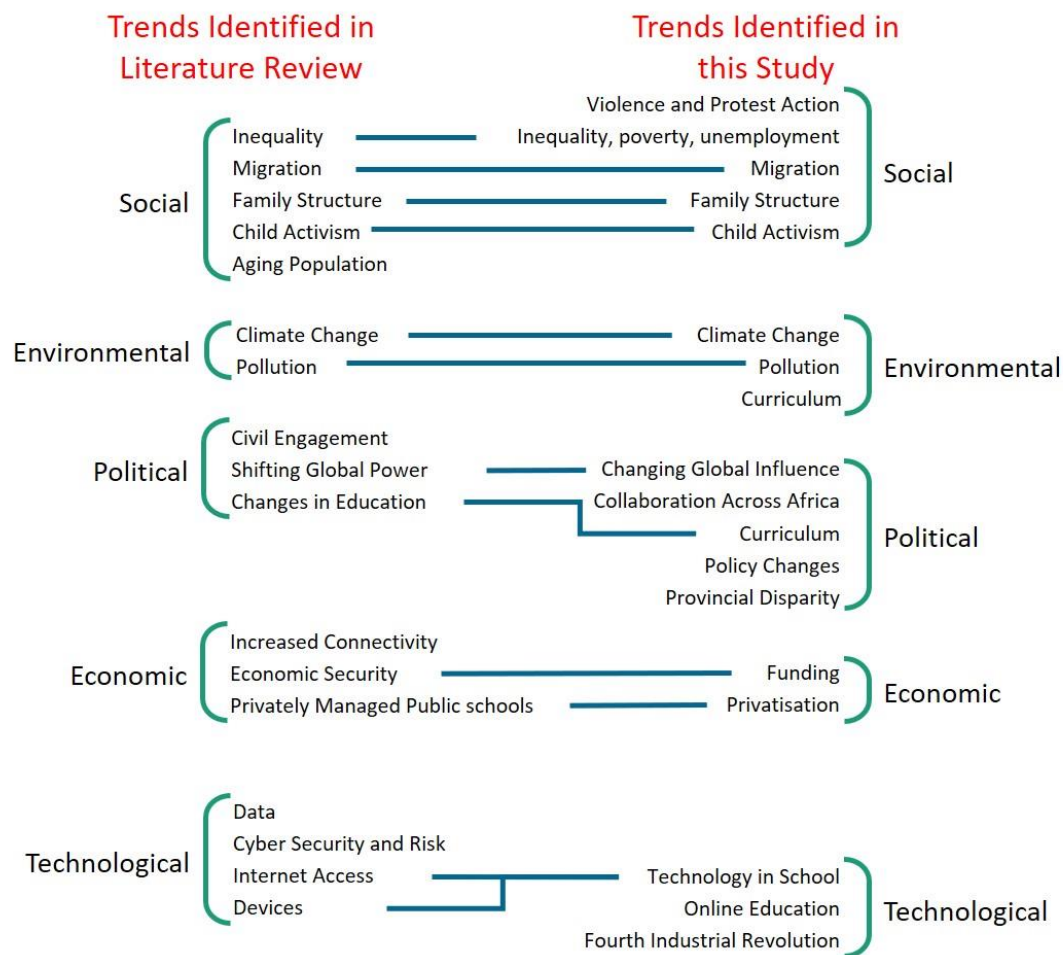 Trends Identified in
Literature Review
Trends Identified in
this Study
Social
Inequality
Migration
Family Structure
Child Activism
Aging Population
Violence and Protest Action
Inequality, poverty, unemployment
Migration
Family Structure
Child Activism
Social
Environmental
Climate Change
Pollution
Climate Change
Pollution
Curriculum
Environmental
Political
Civil Engagement
Shifting Global Power
Changes in Education
Changing Global Influence
Collaboration Across Africa
Curriculum
Policy Changes
Provincial Disparity
Political
Economic
Increased Connectivity
Economic Security
Privately Managed Public schools
Funding
Privatisation
Economic
Technological
Data
Cyber Security and Risk
Internet Access
Devices
Technology in School
Online Education
Fourth Industrial Revolution
Technological